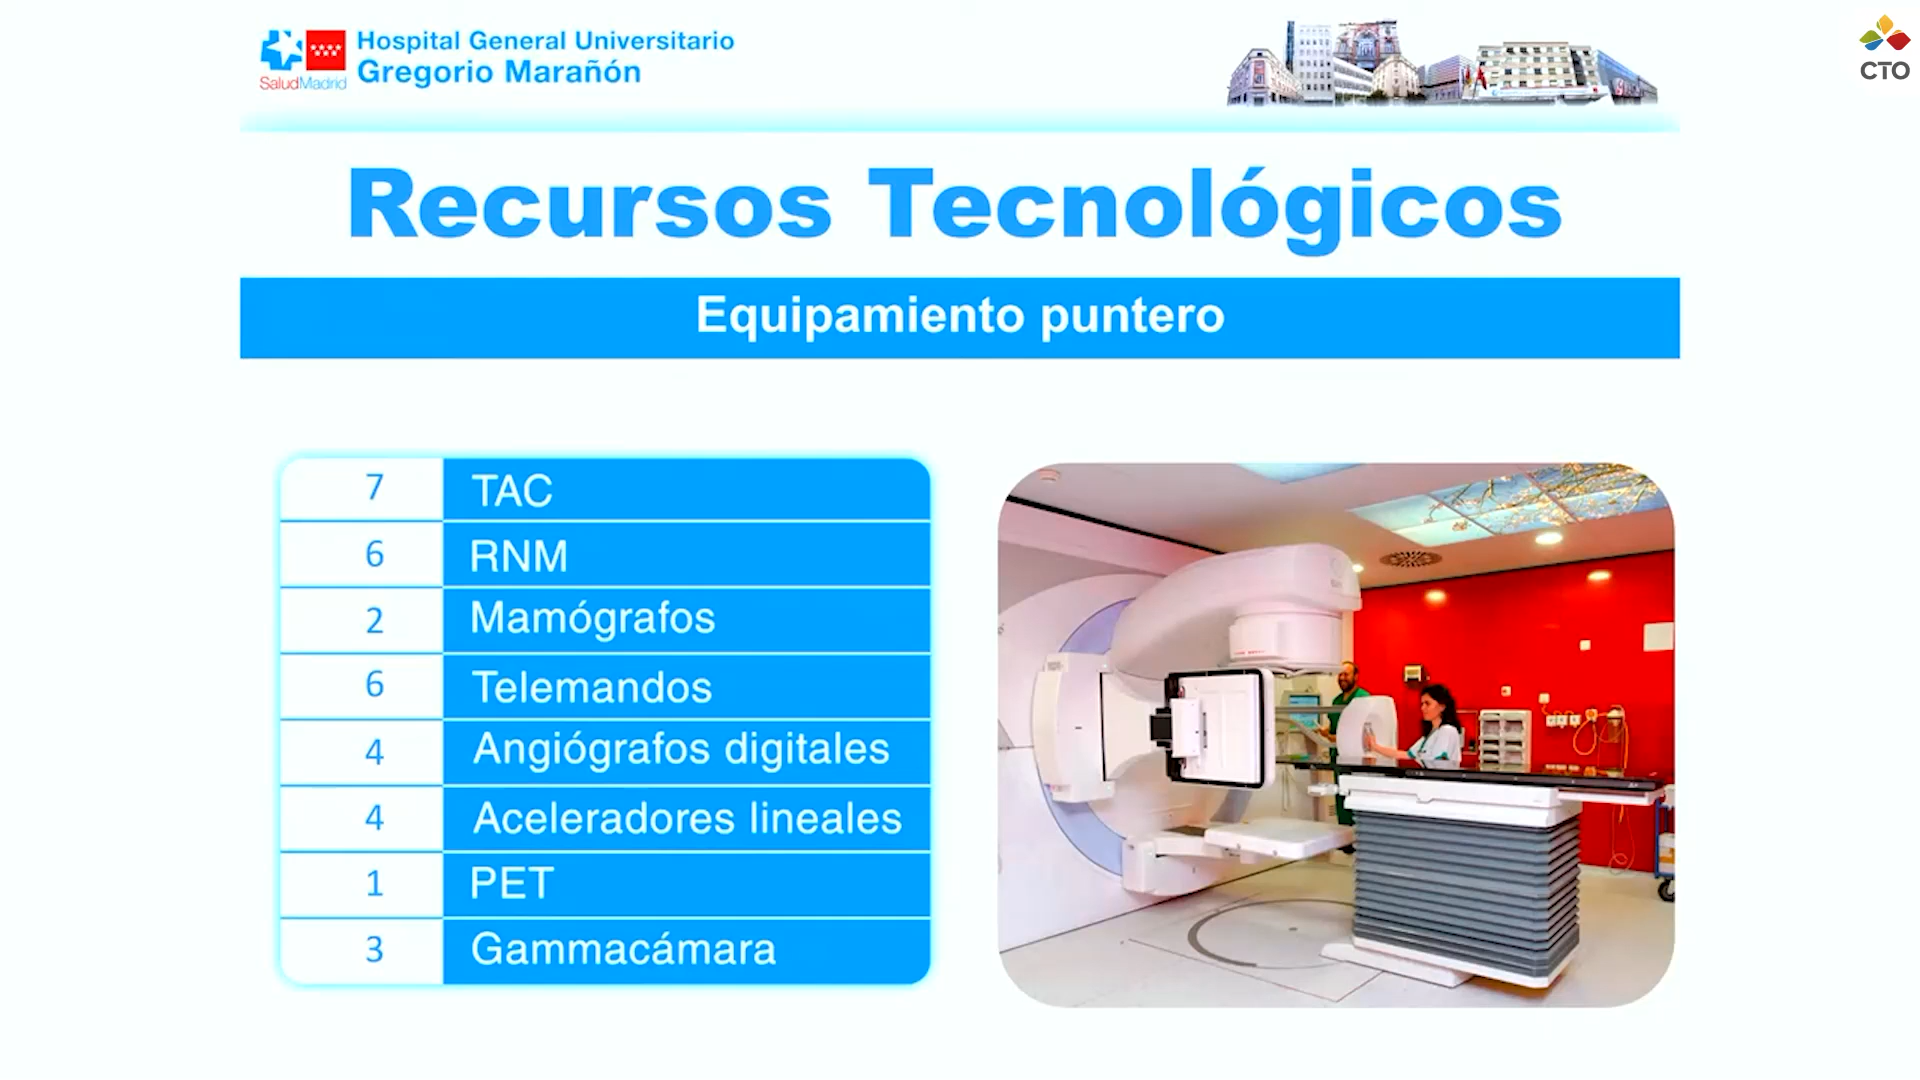 Hospital General Universitario
Gregorio Marañón
SaludMadrid
CTO
Recursos Tecnológicos
Equipamiento puntero
7 TAC
6 RNM
2 Mamógrafos
6 Telemandos
4 Angiógrafos digitales
4 Aceleradores lineales
1 PET
3 Gammacámara